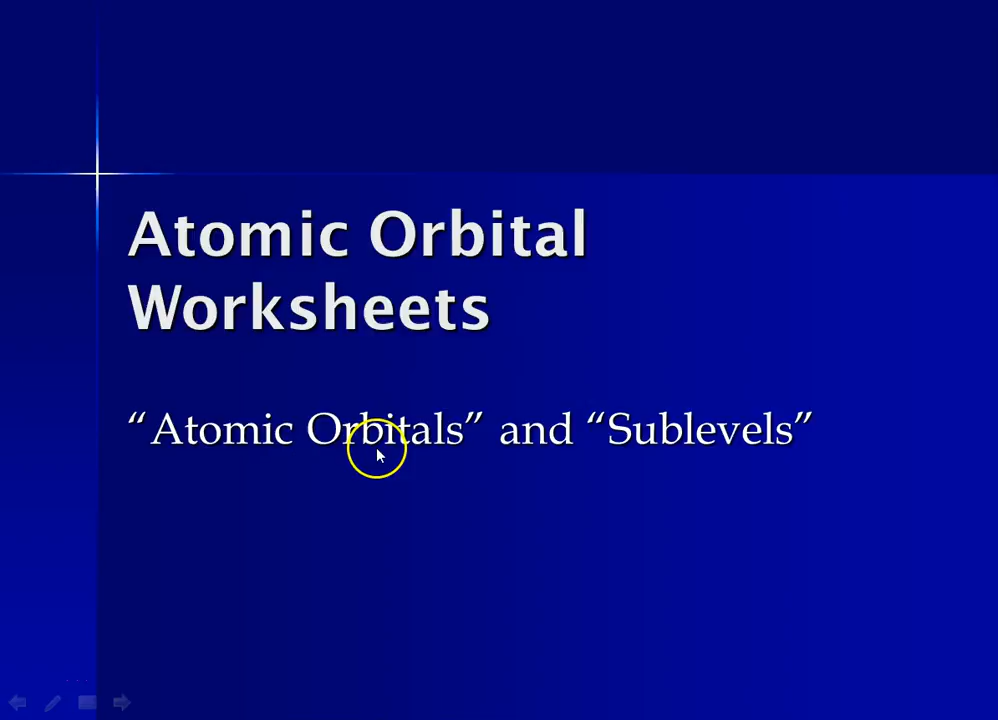 Atomic Orbital
Worksheets
“Atomic Orbitals” and “Sublevels”